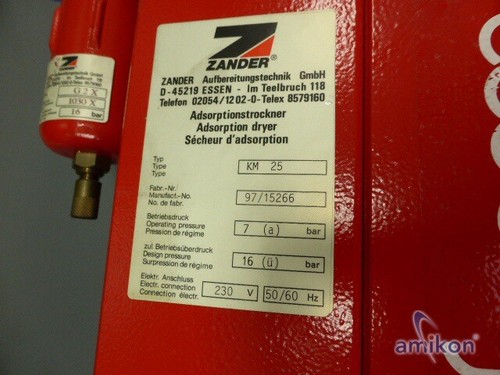 ZANDER
ZANDER Aufbereitungstechnik GmbH
D-45219 ESSEN - Im Teelbruch 118
Telefon 02054/1202-0-Telex 8579160
Adsorptionstrockner
Adsorption dryer
Sécheur d'adsorption
Typ
Type KM 25
Type
Fabr.-Nr.
Manufact.-No. 97/15266
No. de fabr.
Betriebsdruck
Operating pressure 7 (a) bar
Pression de régime
zul. Betriebsüberdruck
Design pressure 16 (ü) bar
Surpression de régime
Elektr. Anschluss
Electr. connection 230 V 50/60 Hz
Connection électr.
ZANDER
G 2 X
1030 X
16 bar
amikon